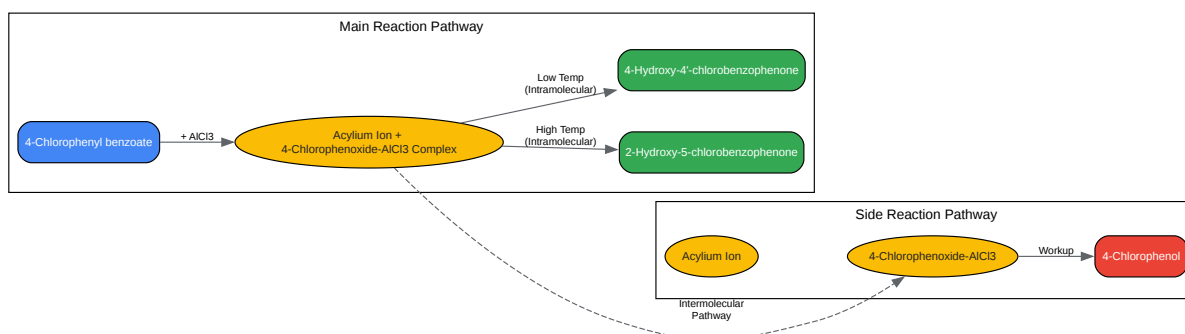 Main Reaction Pathway
4-Chlorophenyl benzoate
+ AlCl3
Acylium Ion +
4-Chlorophenoxide-AlCl3 Complex
Low Temp
(Intramolecular)
4-Hydroxy-4'-chlorobenzophenone
High Temp
(Intramolecular)
2-Hydroxy-5-chlorobenzophenone
Side Reaction Pathway
Acylium Ion
4-Chlorophenoxide-AlCl3
Workup
4-Chlorophenol
Intermolecular
Pathway